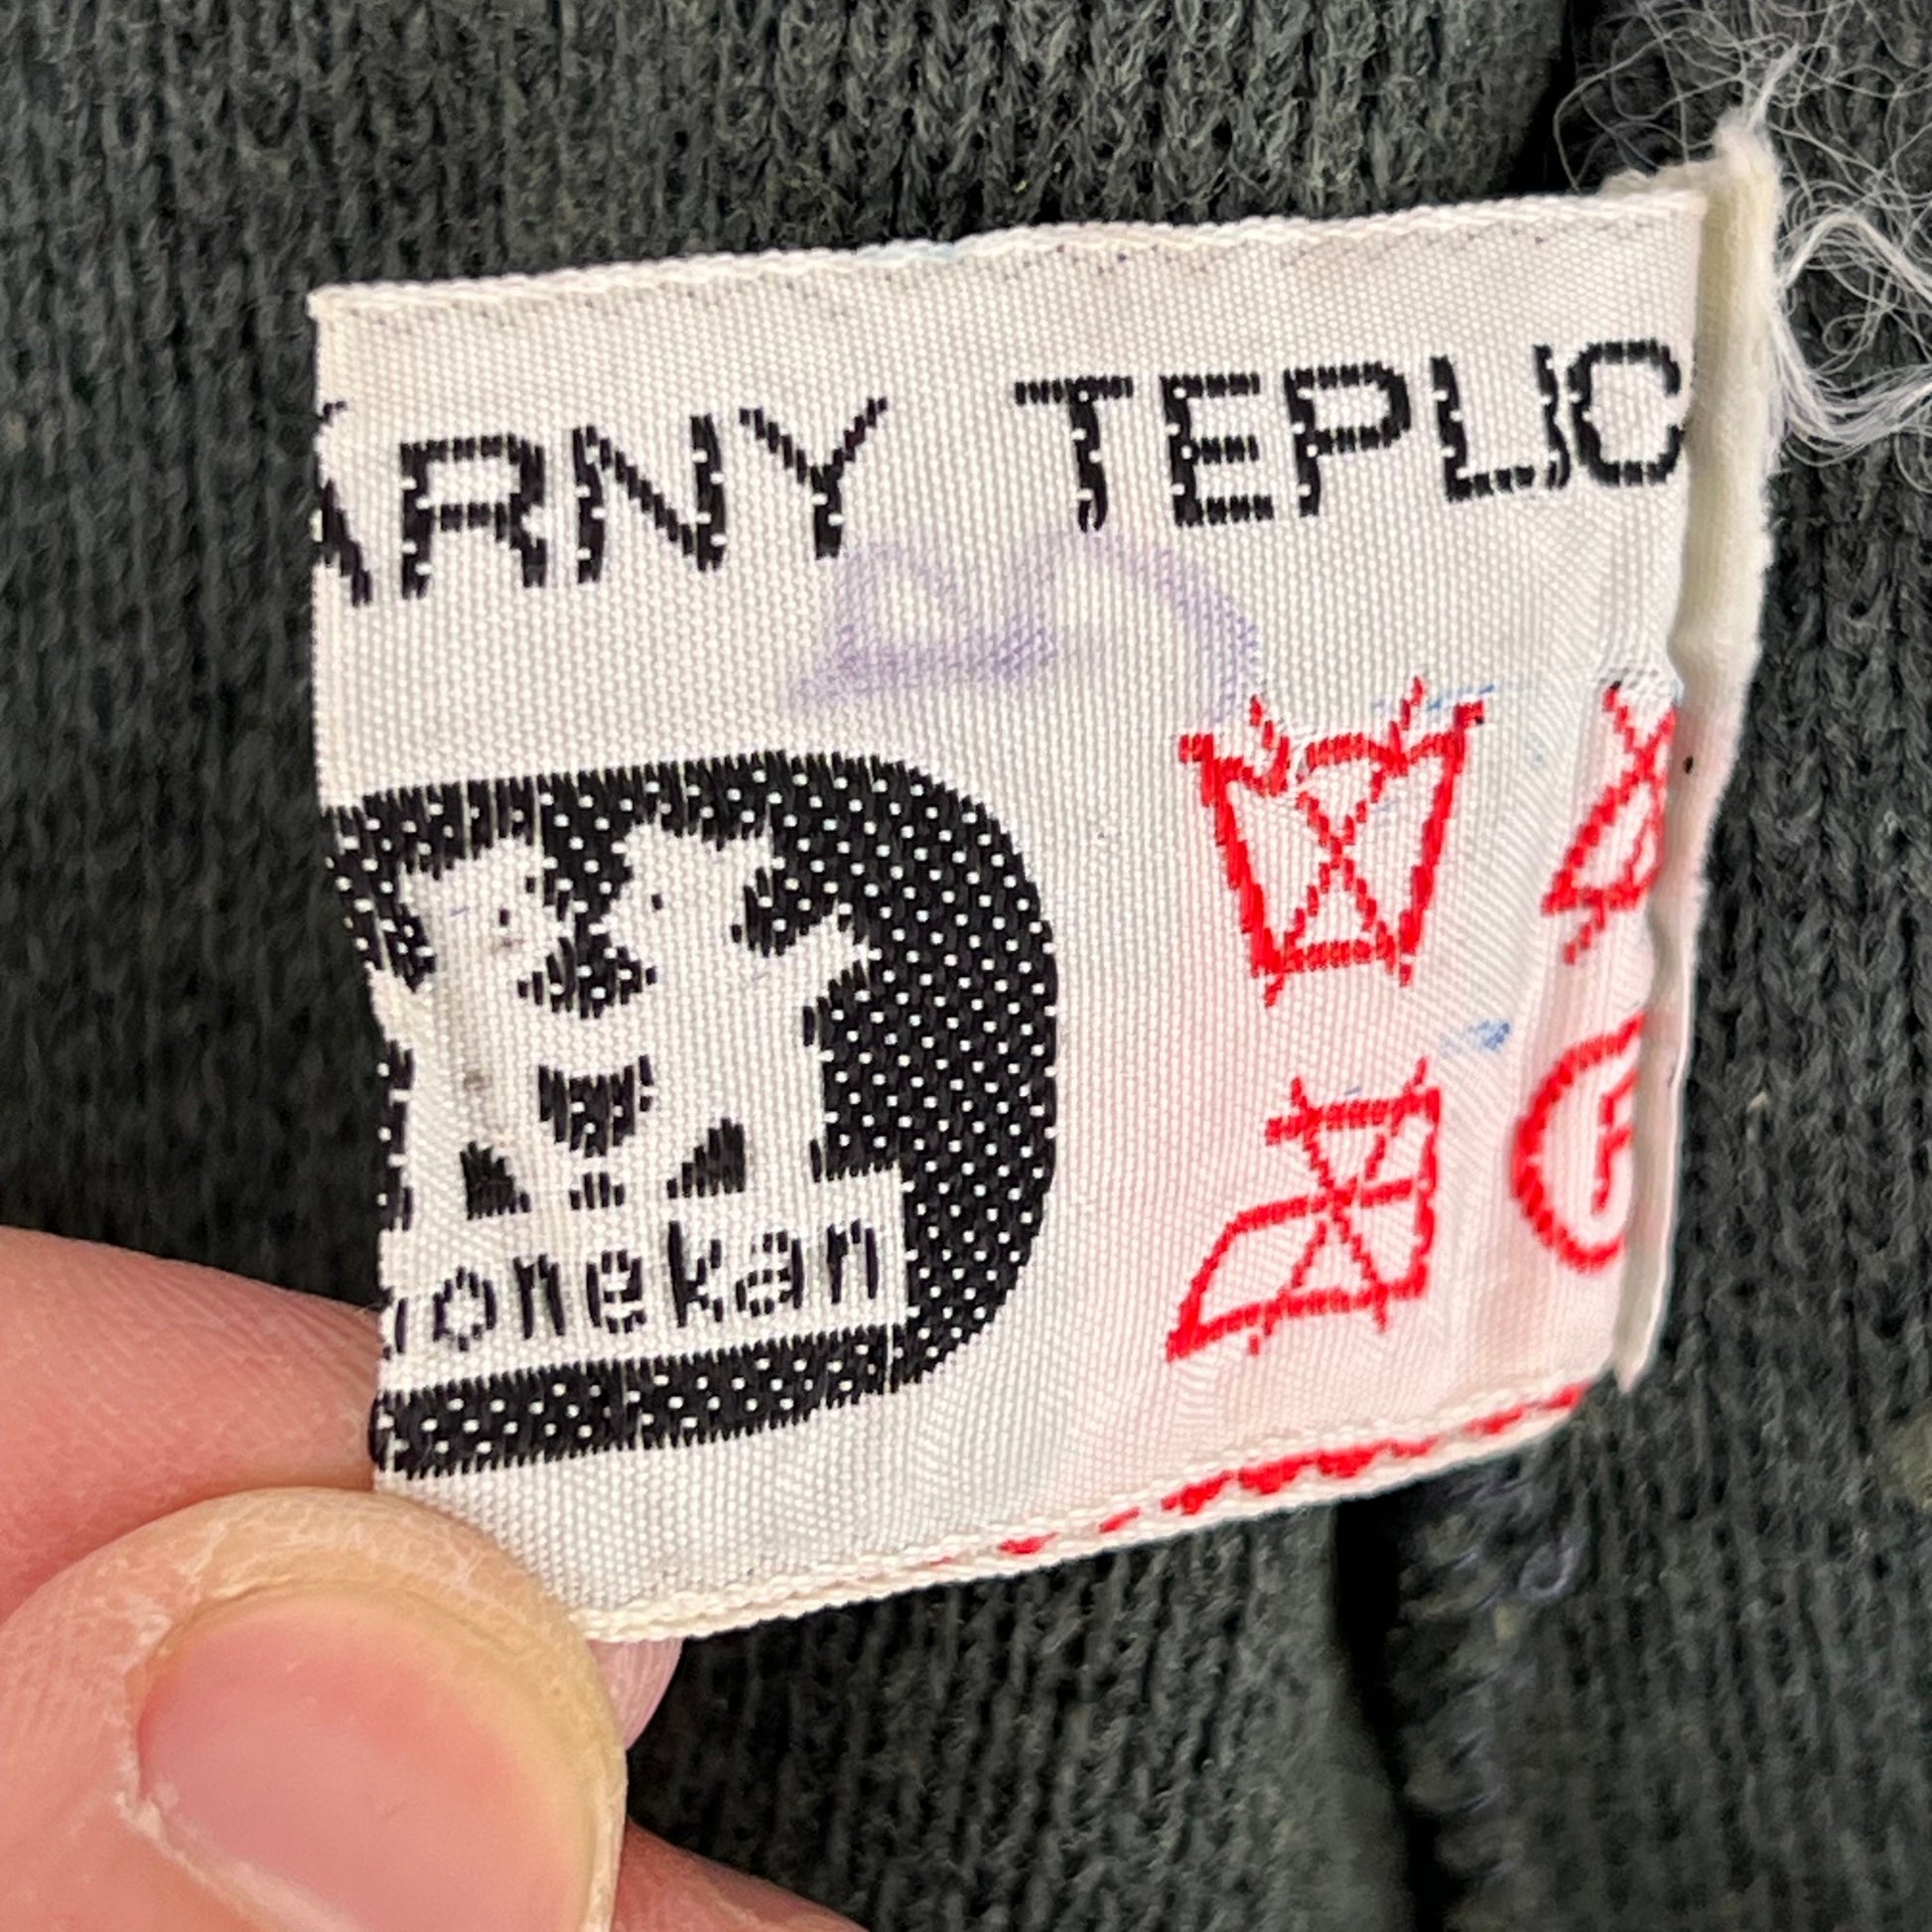 ARNY TEPLIC
onekan
P